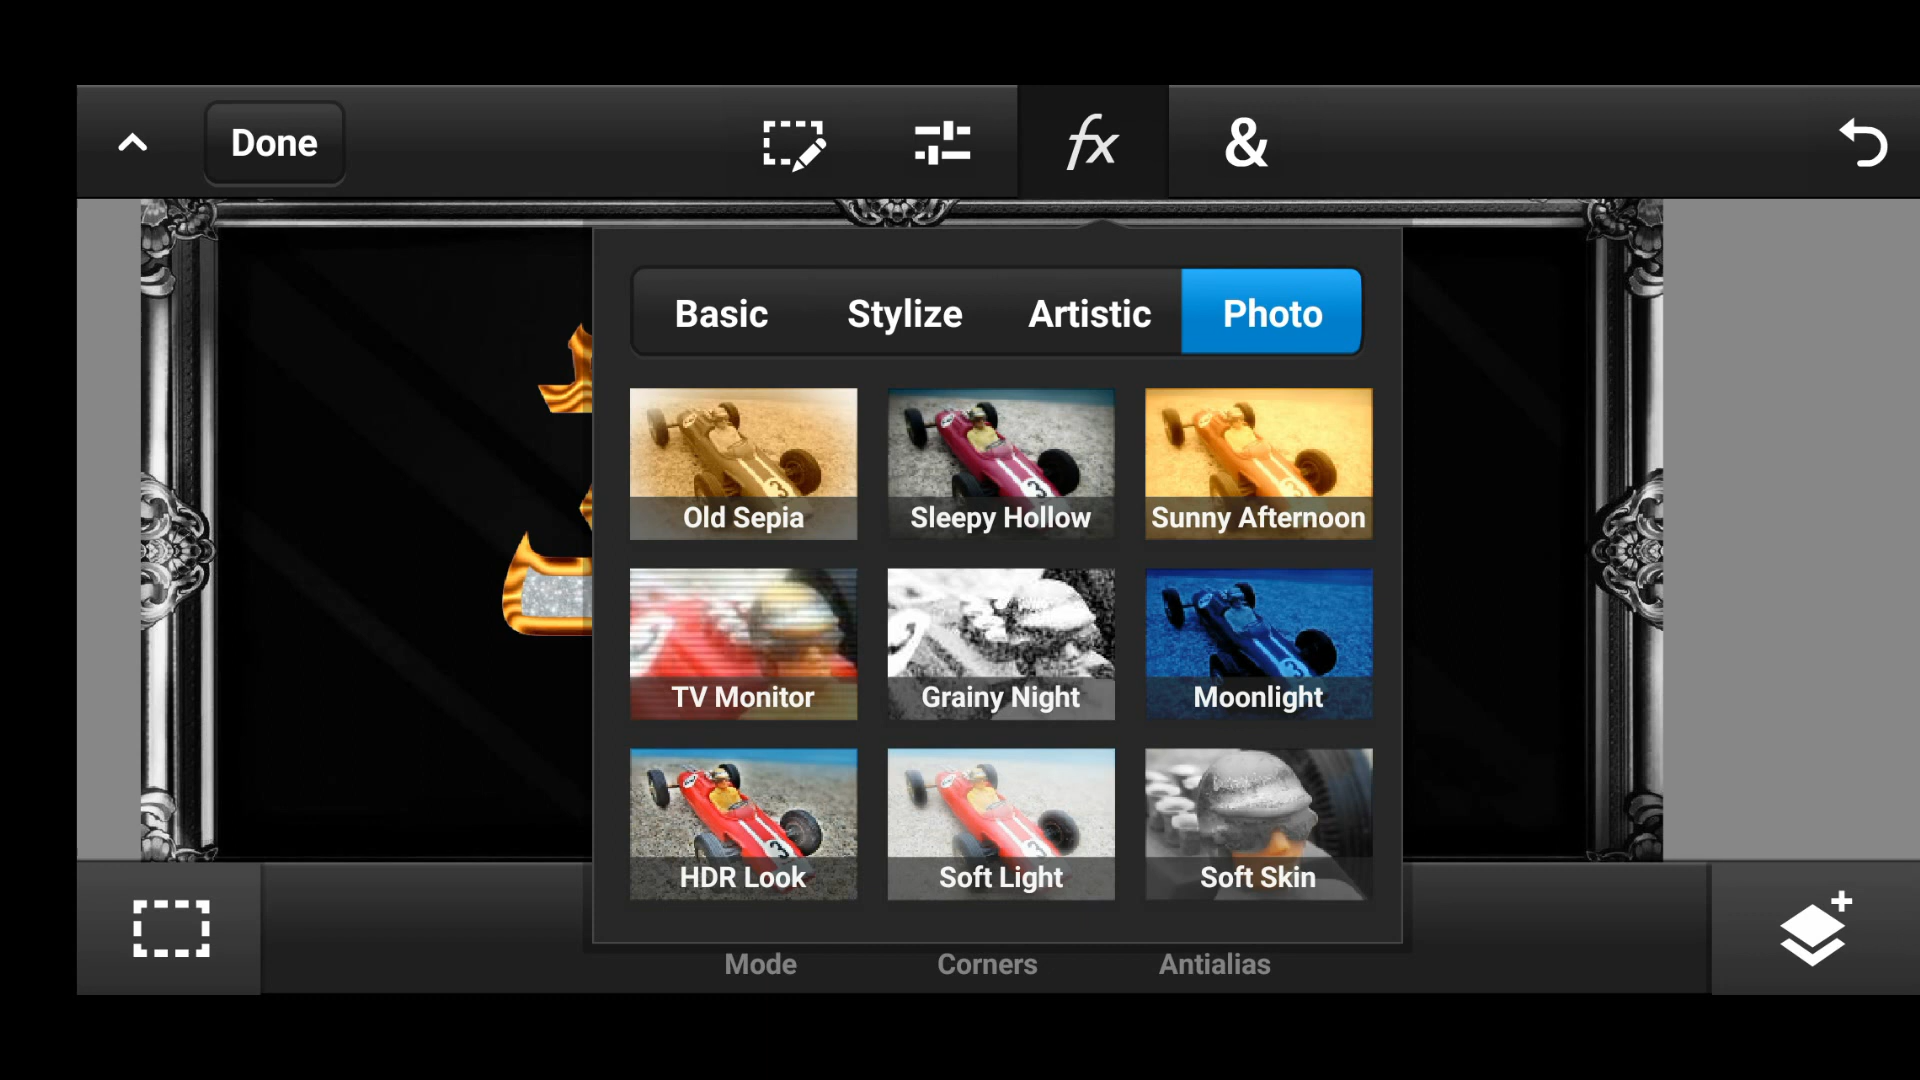 Done
fx
&
Basic Stylize Artistic Photo
Old Sepia Sleepy Hollow Sunny Afternoon
TV Monitor Grainy Night Moonlight
HDR Look Soft Light Soft Skin
Mode Corners Antialias